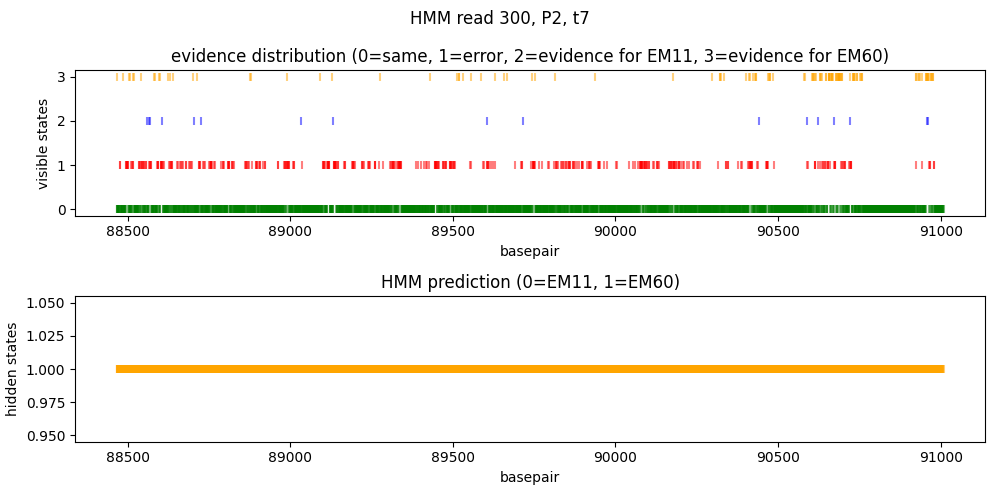 HMM read 300, P2, t7
evidence distribution (0=same, 1=error, 2=evidence for EM11, 3=evidence for EM60)
visible states
3
2
1
0
88500 89000 89500 90000 90500 91000
basepair
HMM prediction (0=EM11, 1=EM60)
hidden states
1.050
1.025
1.000
0.975
0.950
88500 89000 89500 90000 90500 91000
basepair